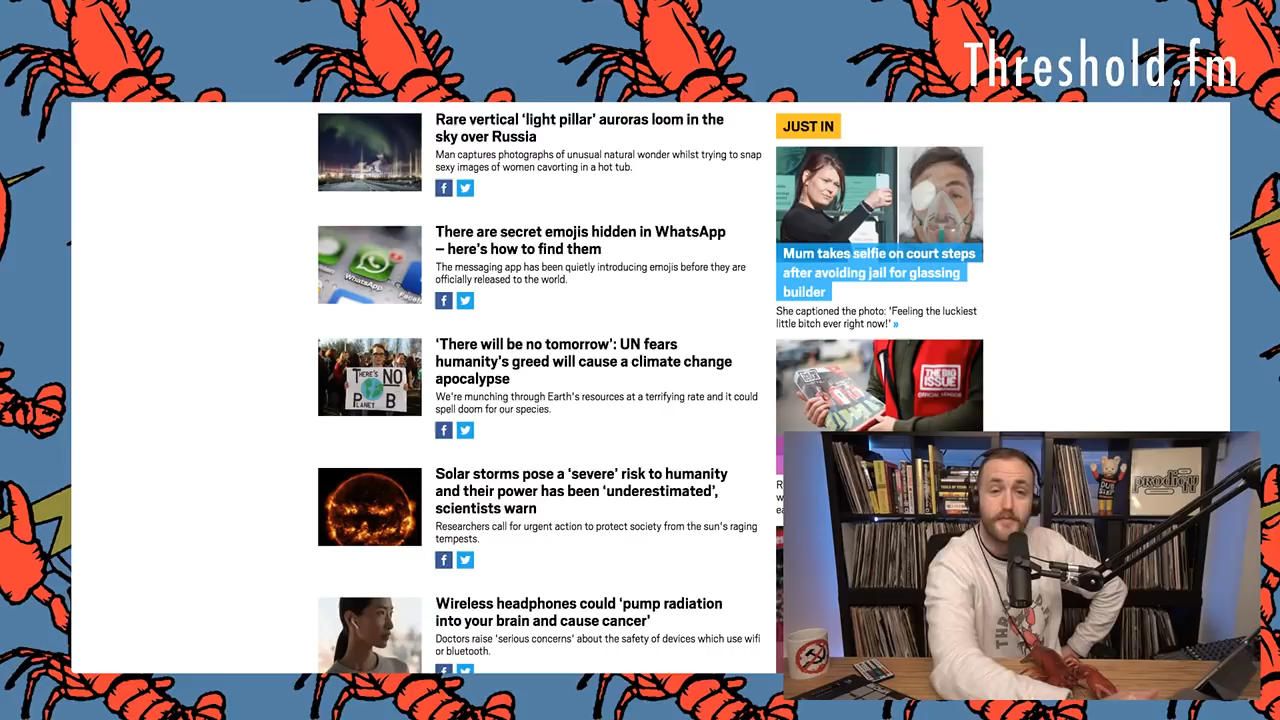 Threshold.fm
Rare vertical ‘light pillar’ auroras loom in the
sky over Russia
Man captures photographs of unusual natural wonder whilst trying to snap
sexy images of women cavorting in a hot tub.
There are secret emojis hidden in WhatsApp
– here’s how to find them
The messaging app has been quietly introducing emojis before they are
officially released to the world.
WhatsApp
‘There will be no tomorrow’: UN fears
humanity’s greed will cause a climate change
apocalypse
We're munching through Earth's resources at a terrifying rate and it could
spell doom for our species.
THERE'S NO
PLANET B
Solar storms pose a ‘severe’ risk to humanity
and their power has been ‘underestimated’,
scientists warn
Researchers call for urgent action to protect society from the sun's raging
tempests.
Wireless headphones could ‘pump radiation
into your brain and cause cancer’
Doctors raise 'serious concerns' about the safety of devices which use wifi
or bluetooth.
JUST IN
Mum takes selfie on court steps
after avoiding jail for glassing
builder
She captioned the photo: 'Feeling the luckiest
little bitch ever right now!' »
THE BIG
ISSUE
OFFICIAL VENDOR
prodigy
DUB
STEP